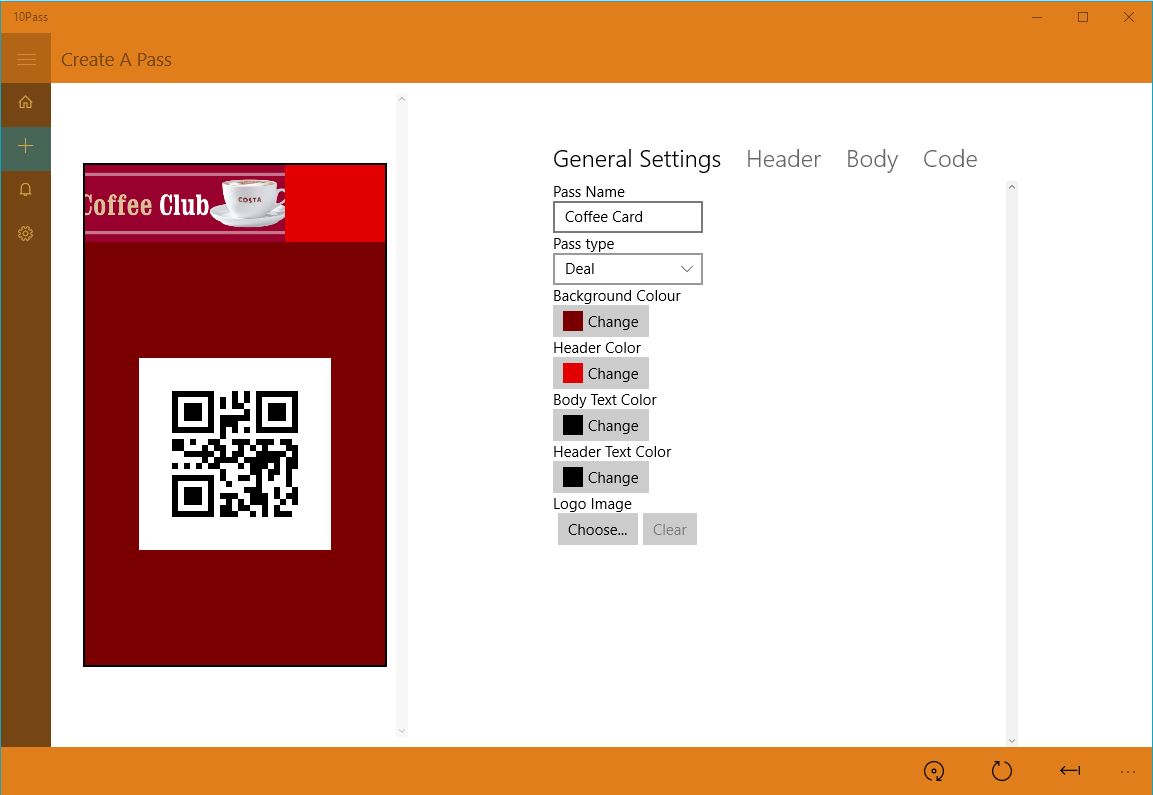 10Pass
Create A Pass
Coffee Club
COSTA
General Settings Header Body Code
Pass Name
Coffee Card
Pass type
Deal
Background Colour
Change
Header Color
Change
Body Text Color
Change
Header Text Color
Change
Logo Image
Choose... Clear